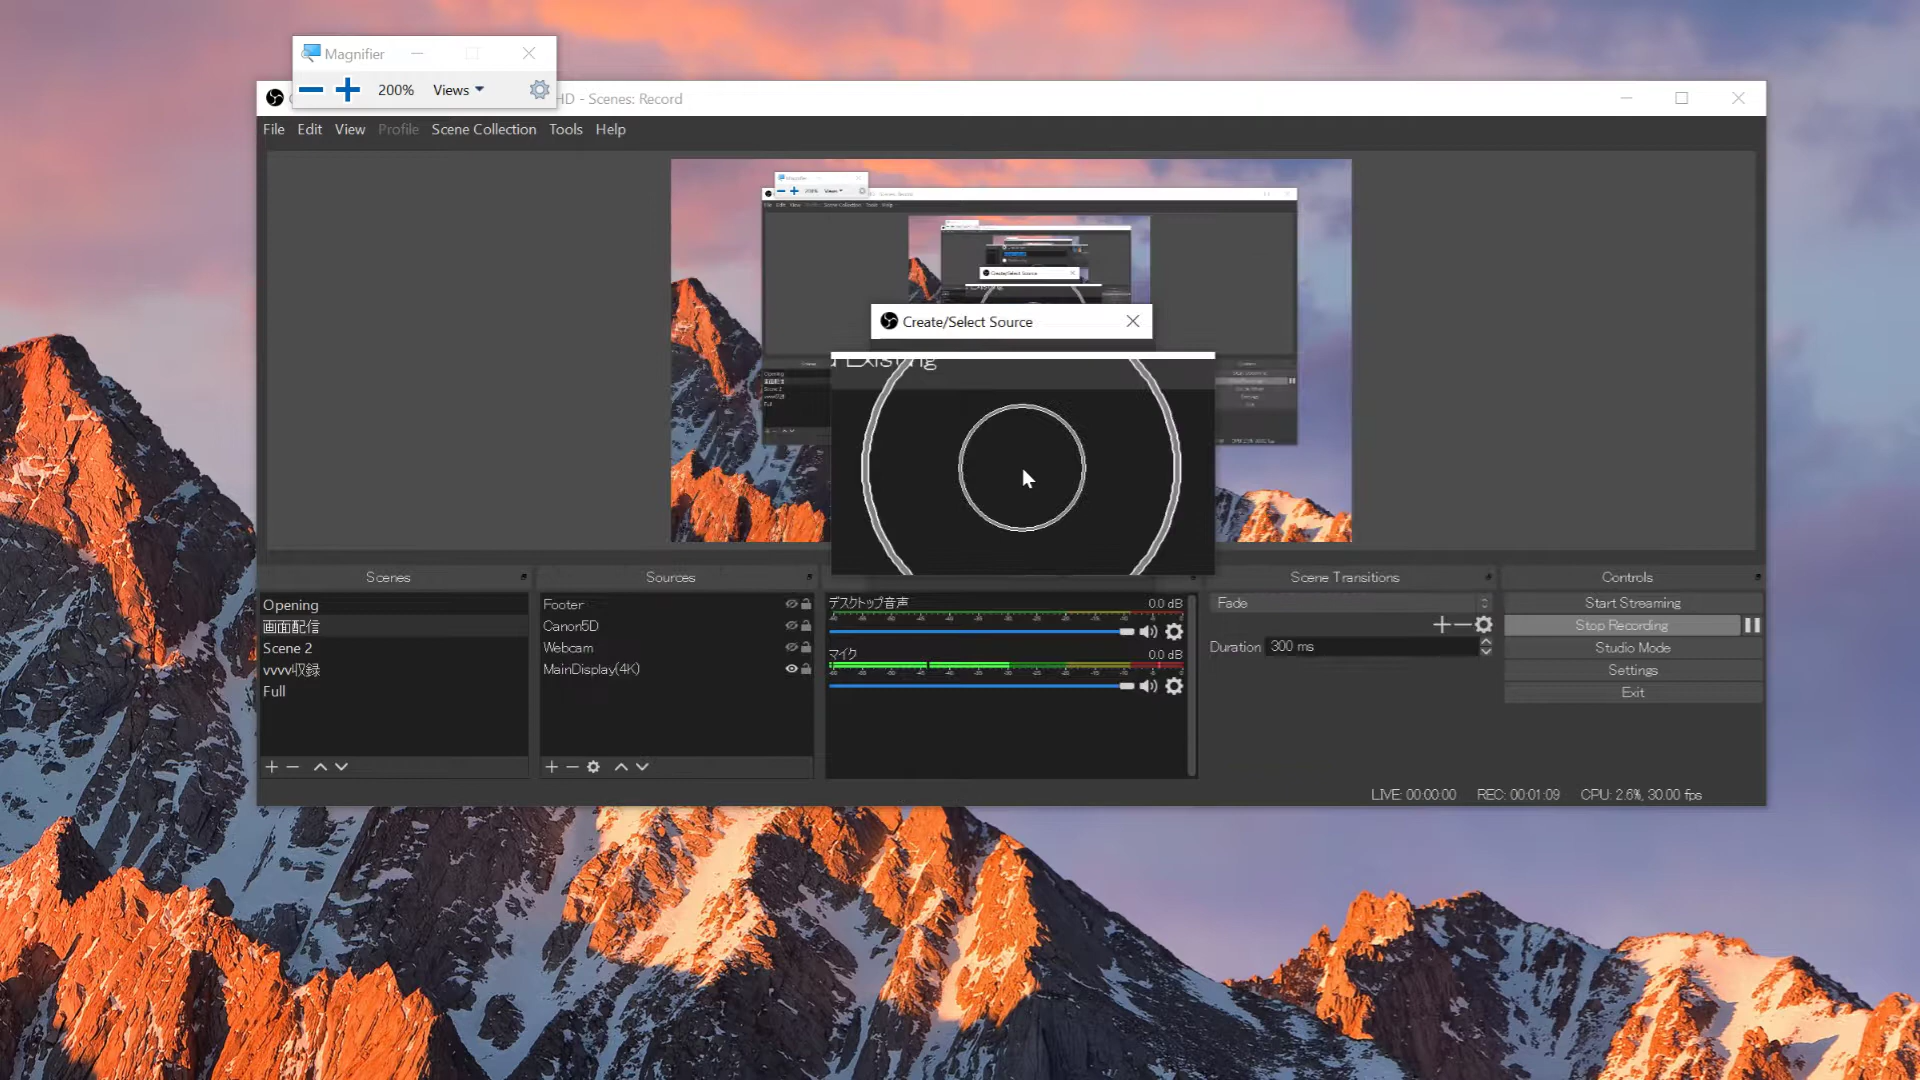 Magnifier
200% Views
HD - Scenes: Record
File Edit View Profile Scene Collection Tools Help
Create/Select Source
Existing
Scenes
Opening
画面配信
Scene 2
vvvv収録
Full
Sources
Footer
Canon5D
Webcam
MainDisplay(4K)
デスクトップ音声 0.0 dB
マイク 0.0 dB
Scene Transitions
Fade
Duration 300 ms
Controls
Start Streaming
Stop Recording
Studio Mode
Settings
Exit
LIVE: 00:00:00 REC: 00:01:09 CPU: 2.6%, 30.00 fps